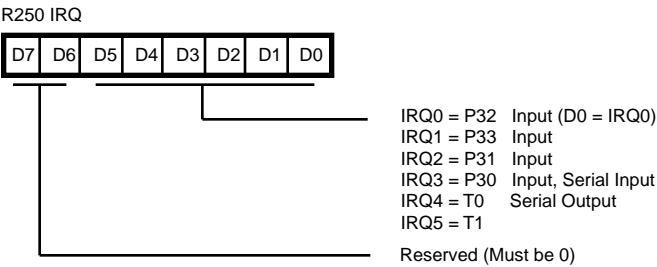 R250 IRQ
D7 D6 D5 D4 D3 D2 D1 D0
IRQ0 = P32 Input (D0 = IRQ0)
IRQ1 = P33 Input
IRQ2 = P31 Input
IRQ3 = P30 Input, Serial Input
IRQ4 = T0 Serial Output
IRQ5 = T1
Reserved (Must be 0)